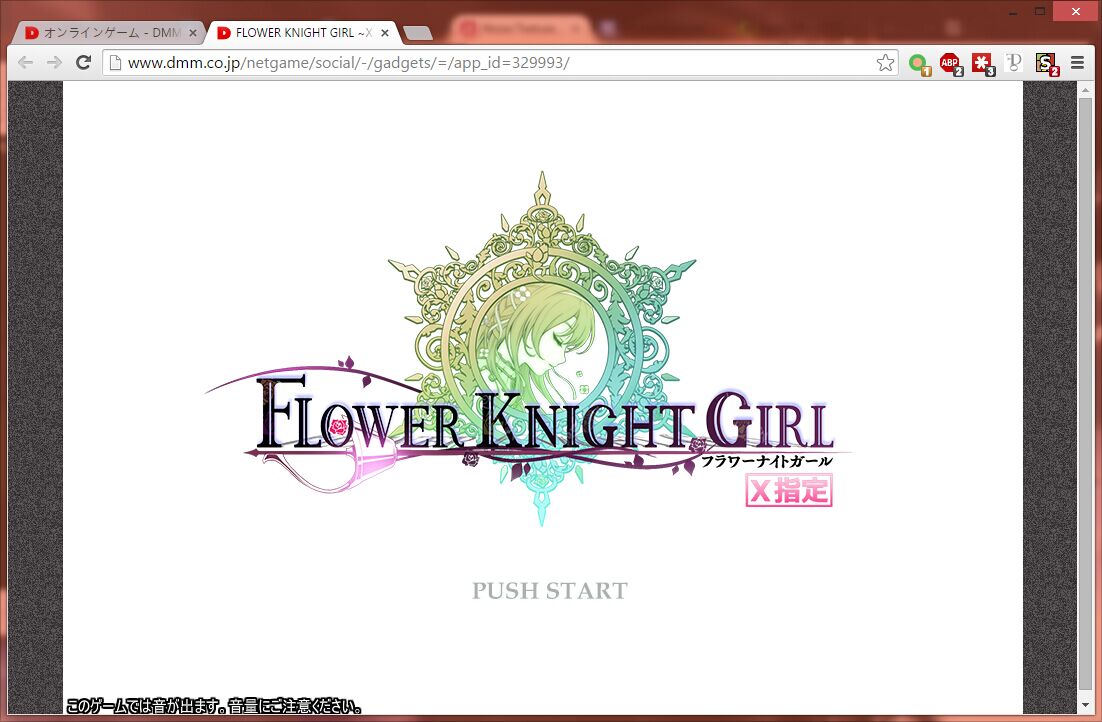 オンラインゲーム - DMM
FLOWER KNIGHT GIRL ~X
www.dmm.co.jp/netgame/social/-/gadgets/=/app_id=329993/
1
ABP
2
3
S
2
FLOWER KNIGHT GIRL
フラワーナイトガール
X指定
PUSH START
このゲームでは音が出ます。音量にご注意ください。